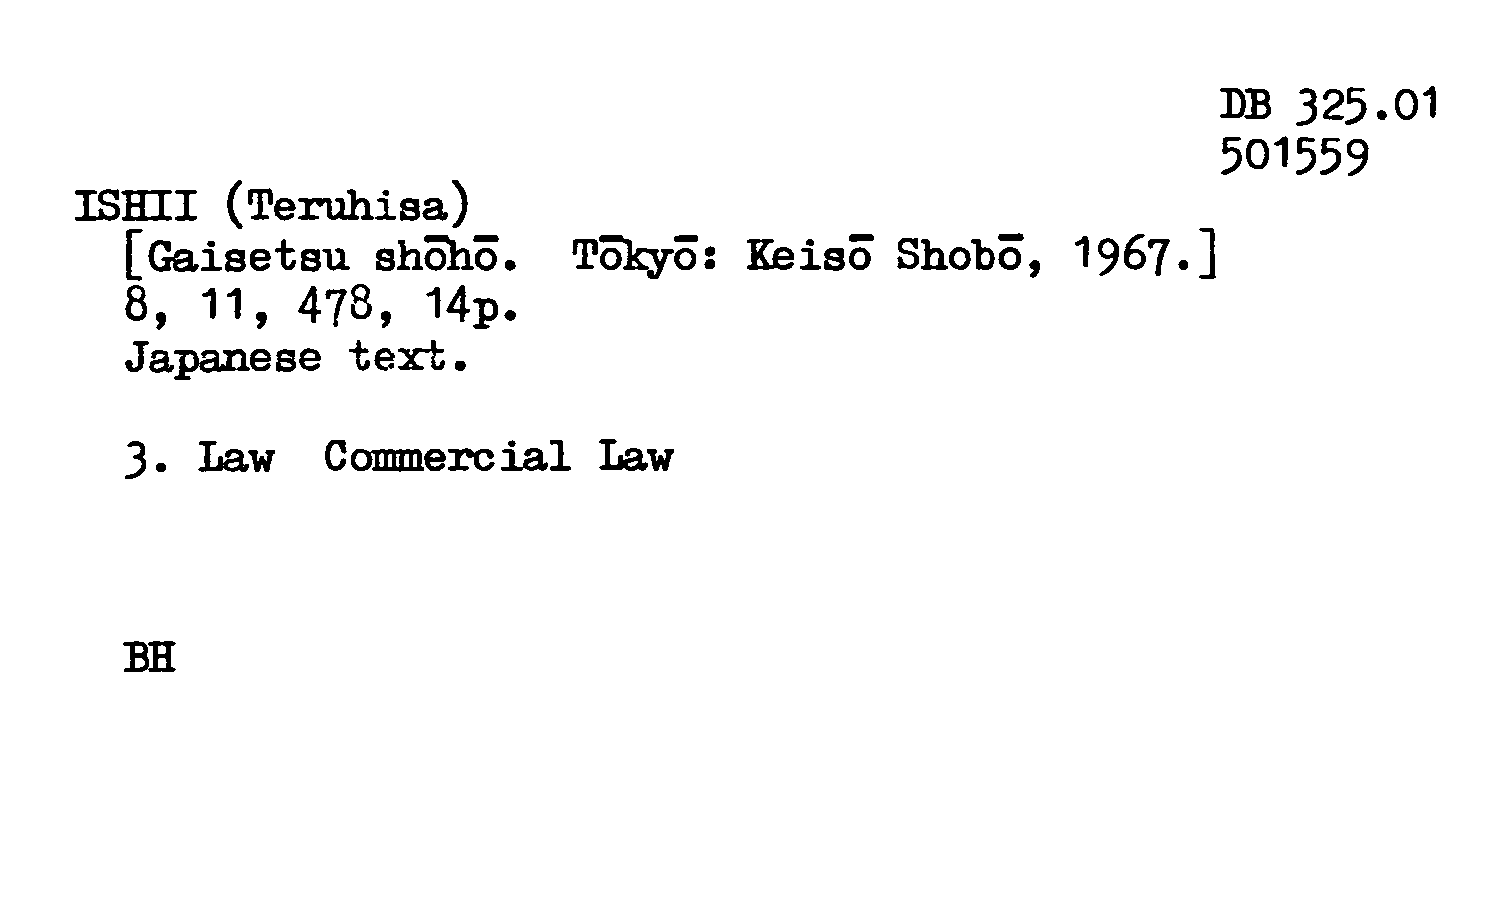 DB 325.01
501559
ISHII (Teruhisa)
[Gaisetsu shōhō. Tōkyō: Keisō Shobō, 1967.]
8, 11, 478, 14p.
Japanese text.
3. Law Commercial Law
BH